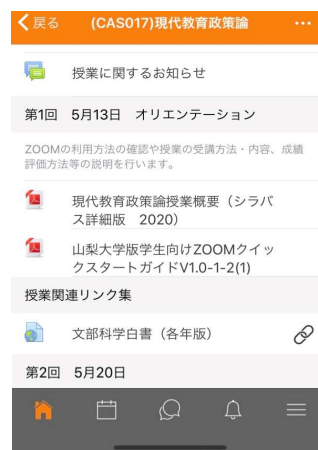 戻る (CAS017)現代教育政策論
授業に関するお知らせ
第1回 5月13日 オリエンテーション
ZOOMの利用方法の確認や授業の受講方法・内容、成績
評価方法等の説明を行います。
現代教育政策論授業概要（シラバ
ス詳細版 2020）
山梨大学版学生向けZOOMクイッ
クスタートガイドV1.0-1-2(1)
授業関連リンク集
文部科学白書（各年版）
第2回 5月20日